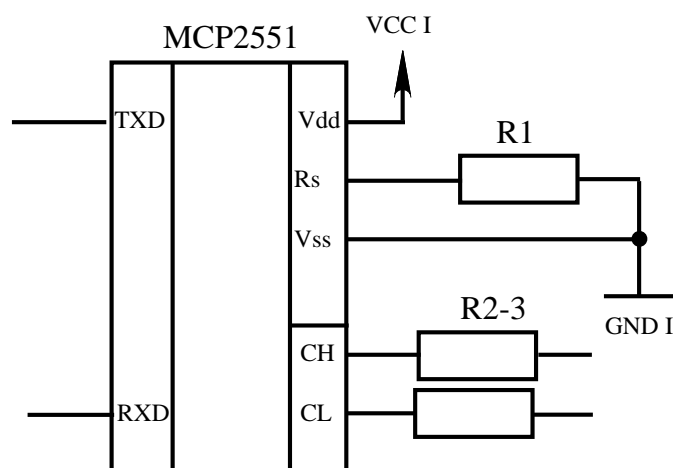 MCP2551
VCC I
TXD
Vdd
R1
Rs
Vss
R2-3
GND I
CH
RXD
CL